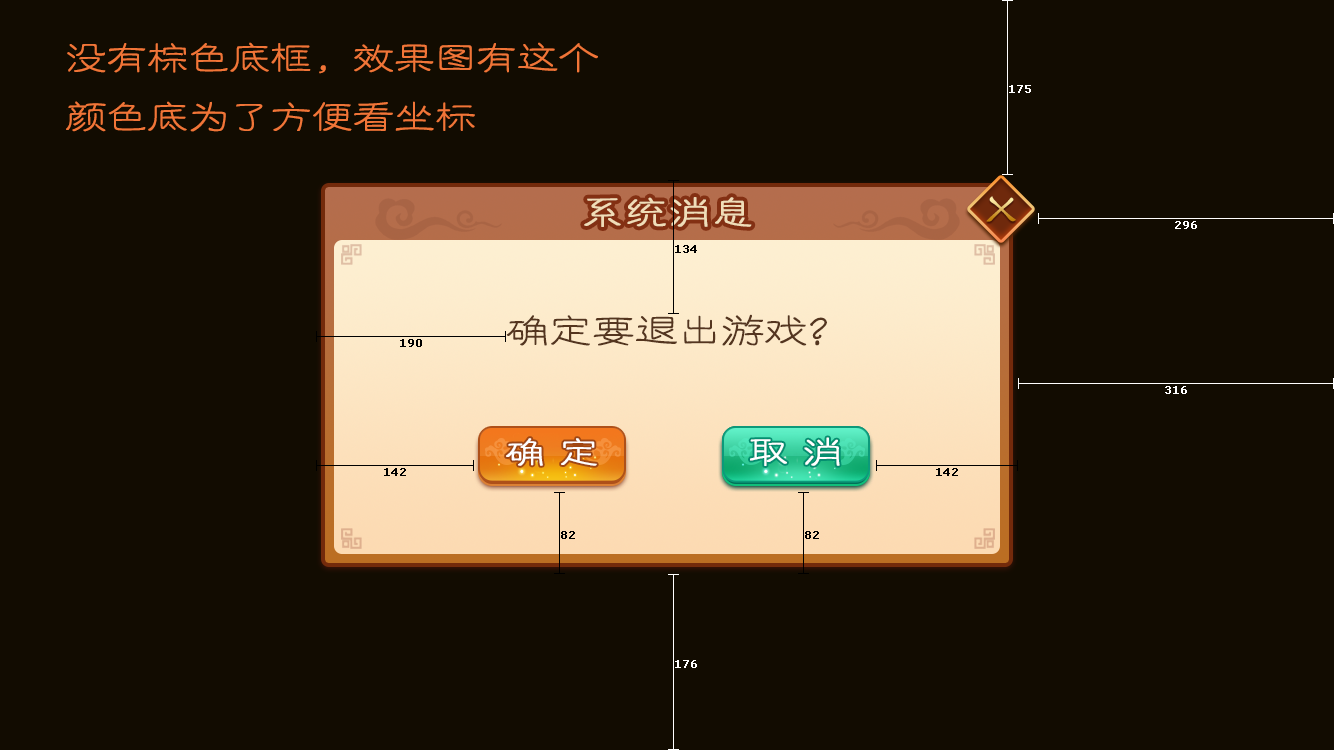 没有棕色底框，效果图有这个
颜色底为了方便看坐标
175
系统消息
296
134
确定要退出游戏？
190
316
确 定
取 消
142
142
82
82
176